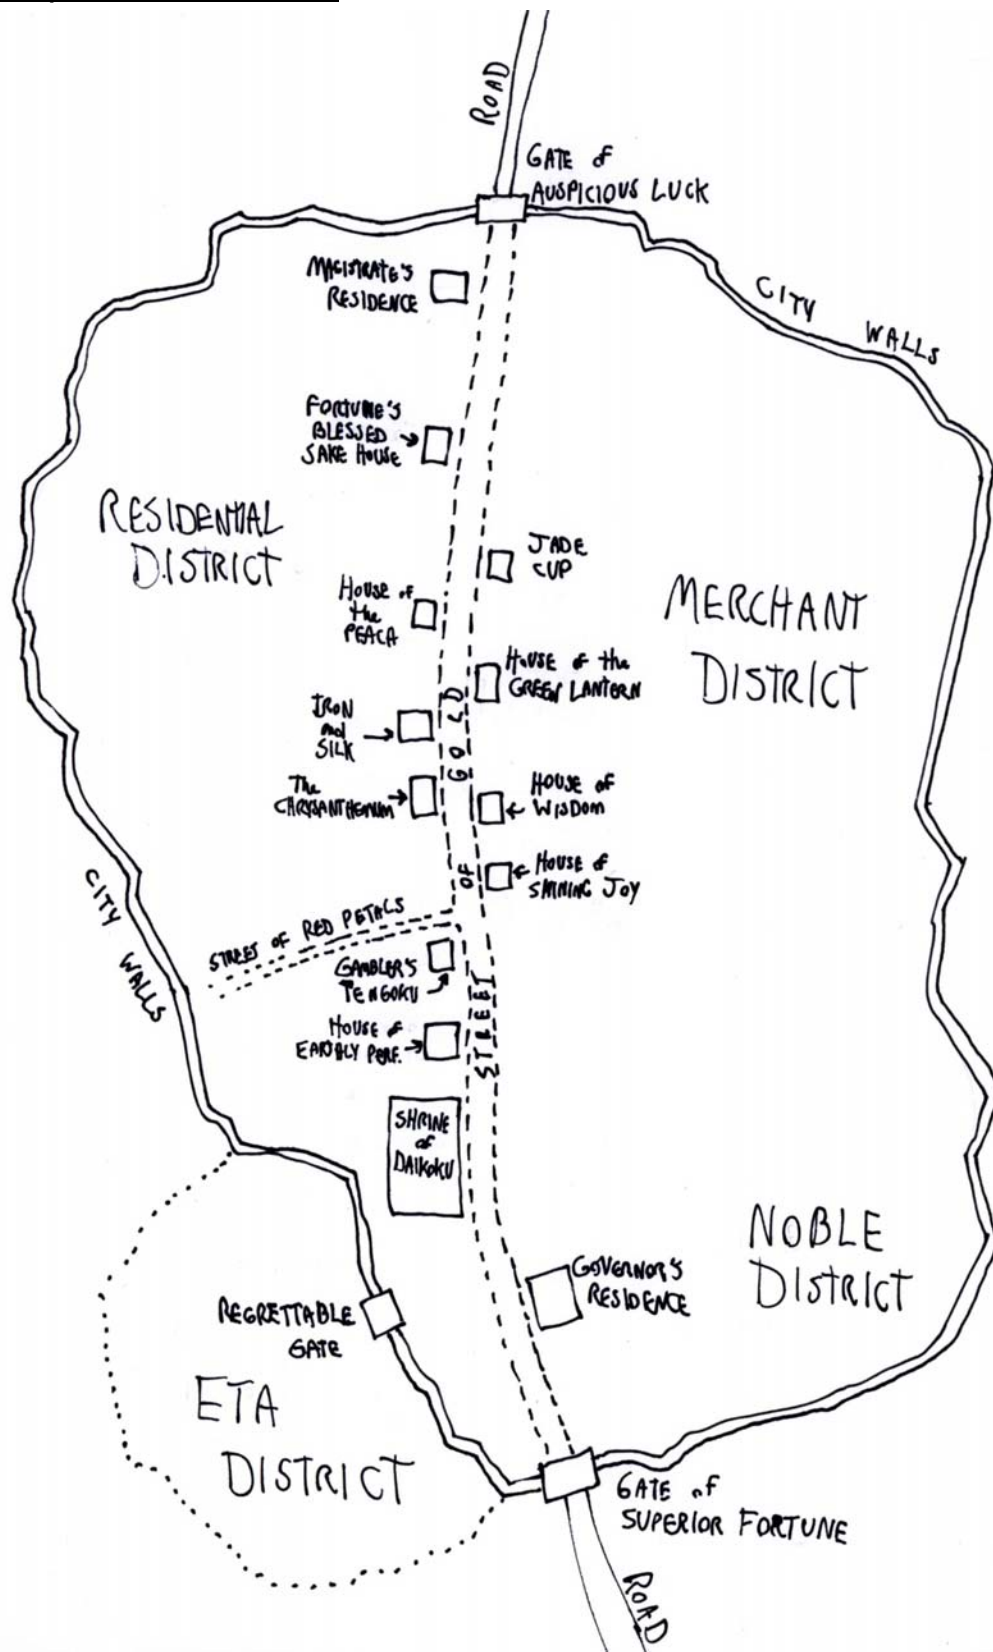 ROAD
GATE of
AUSPICIOUS LUCK
MAGISTRATE'S
RESIDENCE
CITY
WALLS
FORTUNE'S
BLESSED
SAKE HOUSE
RESIDENTIAL
DISTRICT
JADE
CUP
HOUSE of
the
PEACA
MERCHANT
DISTRICT
HOUSE of the
GREEN LANTERN
IRON
and
SILK
The
CHRYSANTHEMUM
HOUSE of
WISDOM
HOUSE of
SHINING JOY
STREET OF GOLD
CITY
WALLS
STREET OF RED PETALS
GAMBLER'S
TENGOKU
HOUSE of
EARTHLY PERF.
SHRINE
of
DAIKOKU
NOBLE
DISTRICT
GOVERNOR'S
RESIDENCE
REGRETTABLE
GATE
ETA
DISTRICT
GATE of
SUPERIOR FORTUNE
ROAD